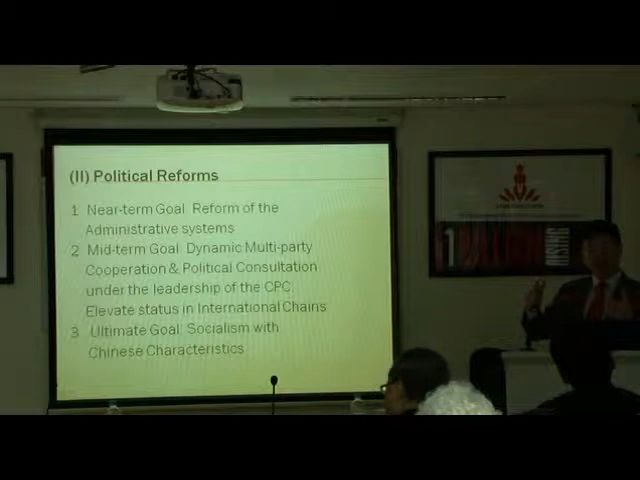 (II) Political Reforms
1 Near-term Goal Reform of the
Administrative systems
2 Mid-term Goal Dynamic Multi-party
Cooperation & Political Consultation
under the leadership of the CPC.
Elevate status in International Chains
3 Ultimate Goal Socialism with
Chinese Characteristics
RISING